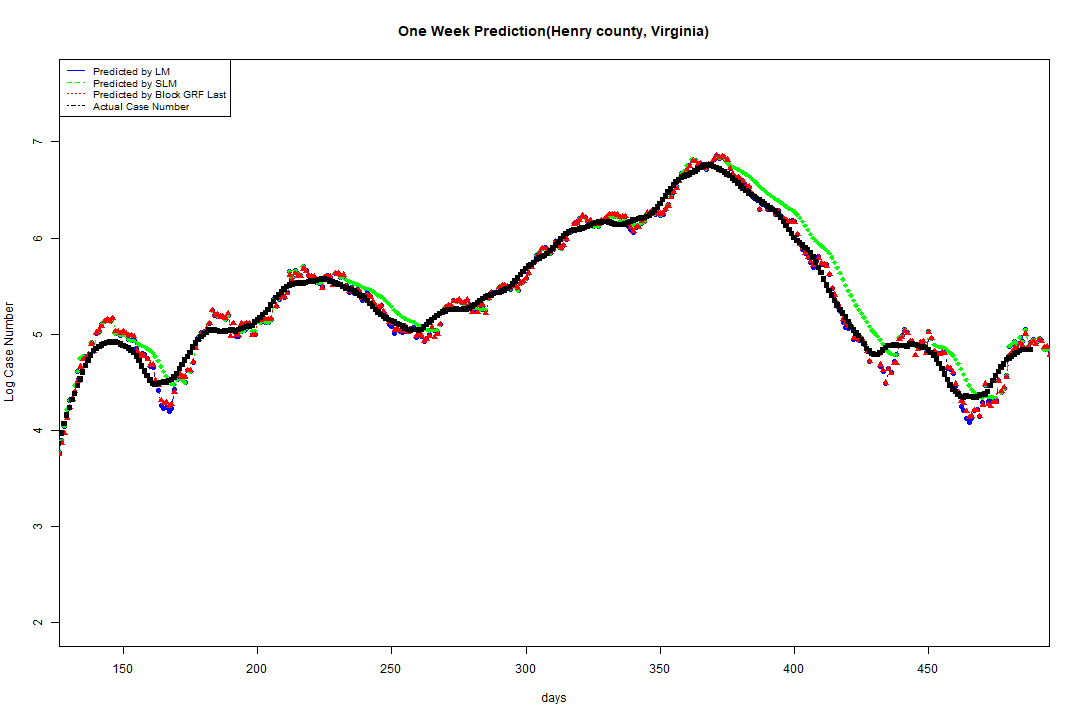 One Week Prediction(Henry county, Virginia)
Predicted by LM
Predicted by SLM
Predicted by Block GRF Last
Actual Case Number
Log Case Number
7
6
5
4
3
2
150 200 250 300 350 400 450
days